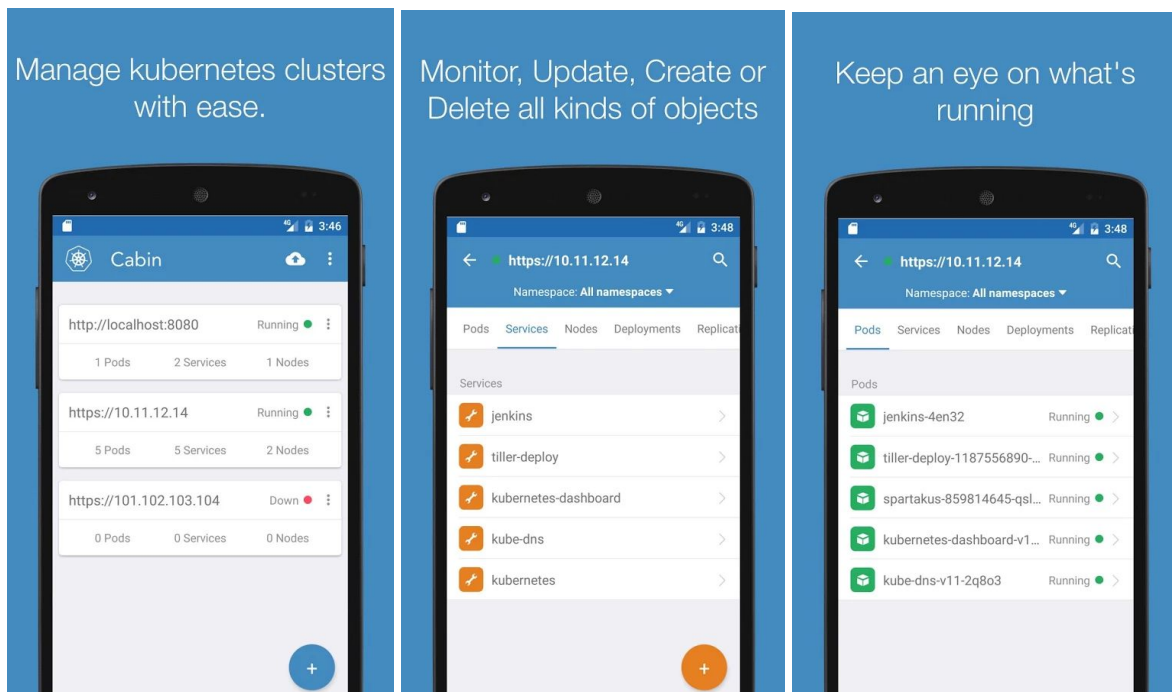 Manage kubernetes clusters
with ease.
4G 3:46
Cabin
http://localhost:8080 Running
1 Pods 2 Services 1 Nodes
https://10.11.12.14 Running
5 Pods 5 Services 2 Nodes
https://101.102.103.104 Down
0 Pods 0 Services 0 Nodes
+
Monitor, Update, Create or
Delete all kinds of objects
4G 3:48
https://10.11.12.14
Namespace: All namespaces
Pods Services Nodes Deployments Replicati
Services
jenkins
tiller-deploy
kubernetes-dashboard
kube-dns
kubernetes
+
Keep an eye on what's
running
4G 3:48
https://10.11.12.14
Namespace: All namespaces
Pods Services Nodes Deployments Replicati
Pods
jenkins-4en32 Running
tiller-deploy-1187556890-... Running
spartakus-859814645-qsl... Running
kubernetes-dashboard-v1... Running
kube-dns-v11-2q8o3 Running